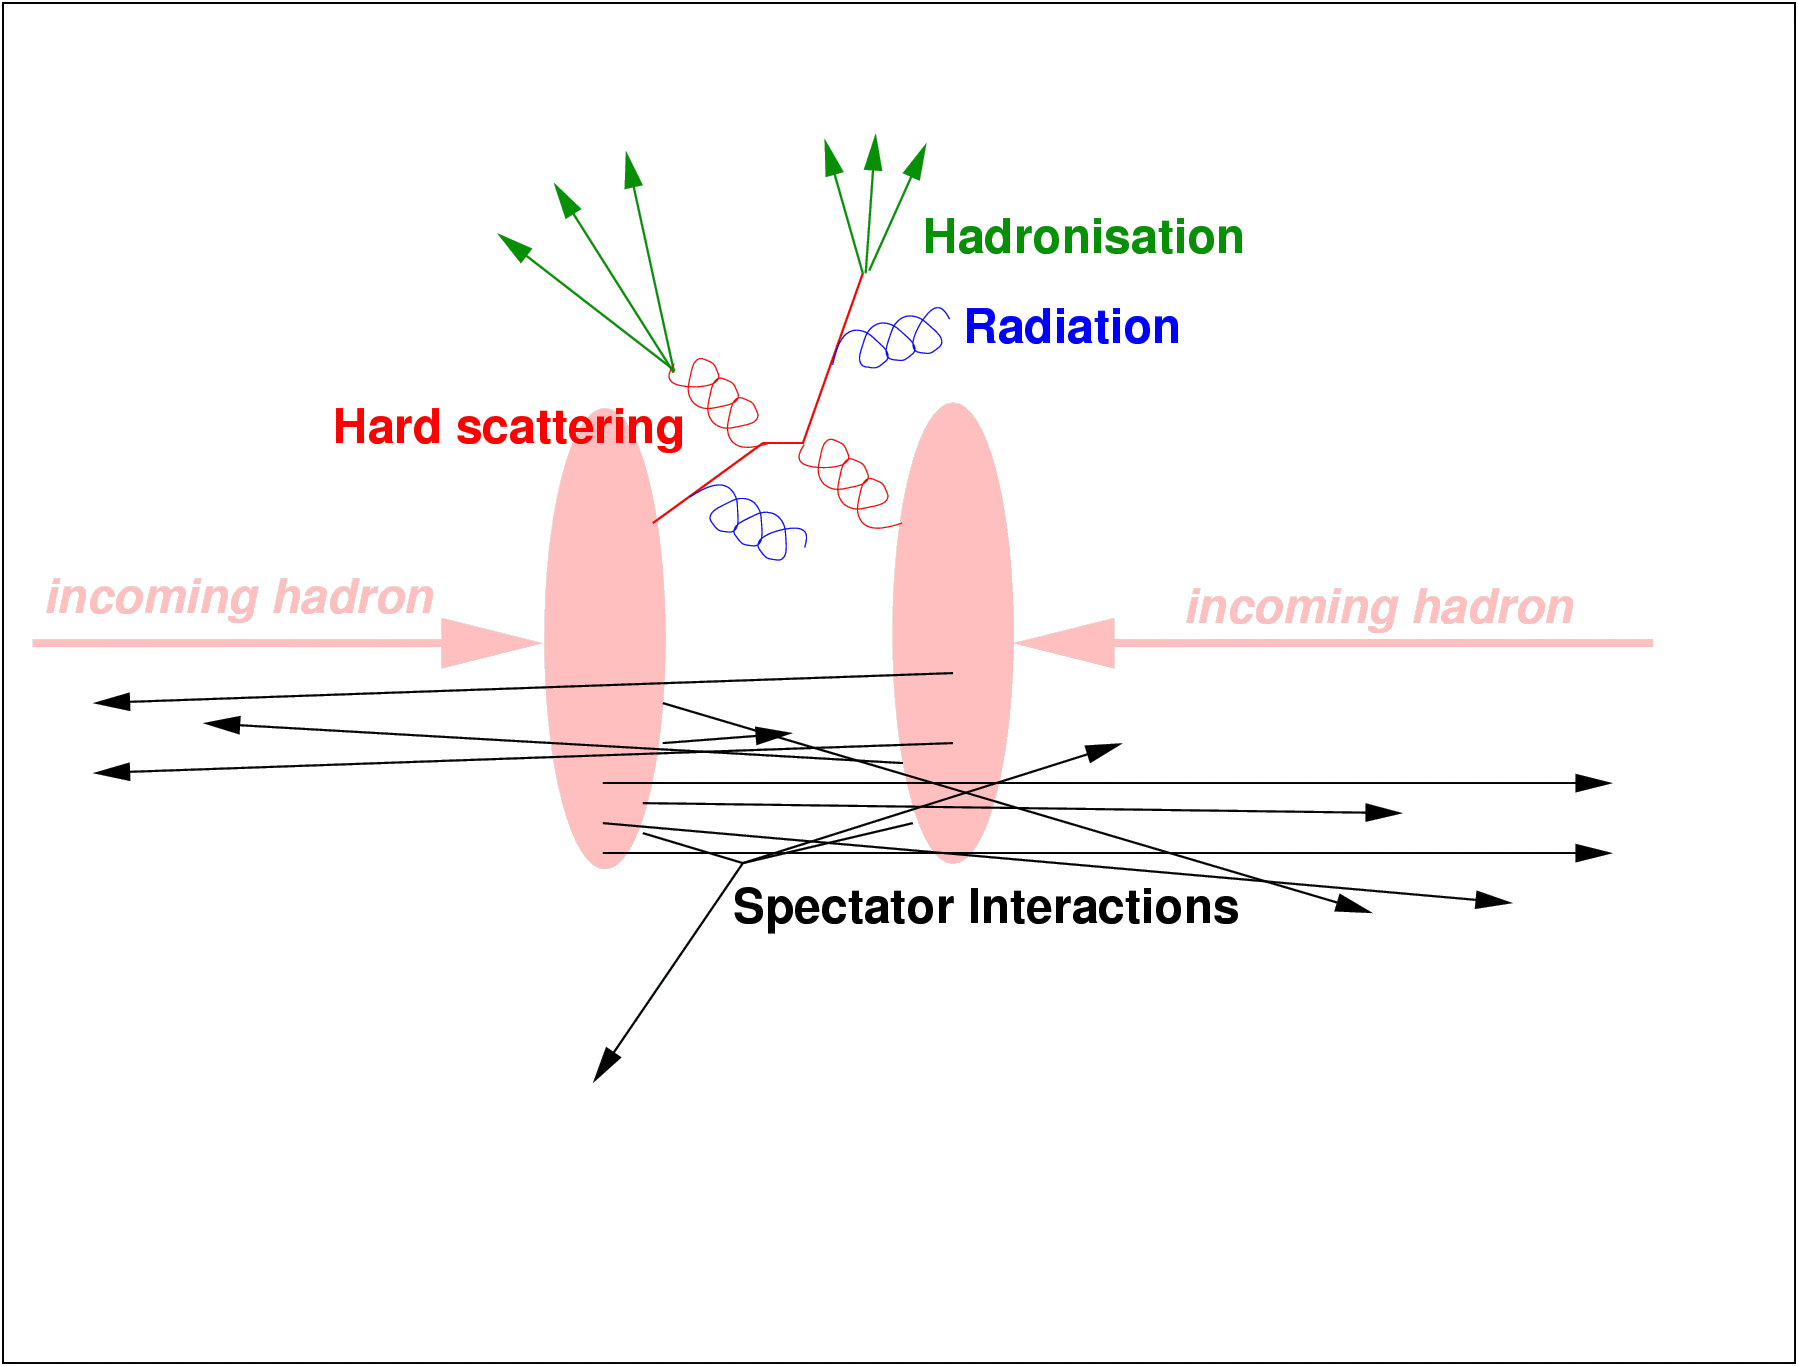 Hadronisation
Radiation
Hard scattering
incoming hadron
incoming hadron
Spectator Interactions